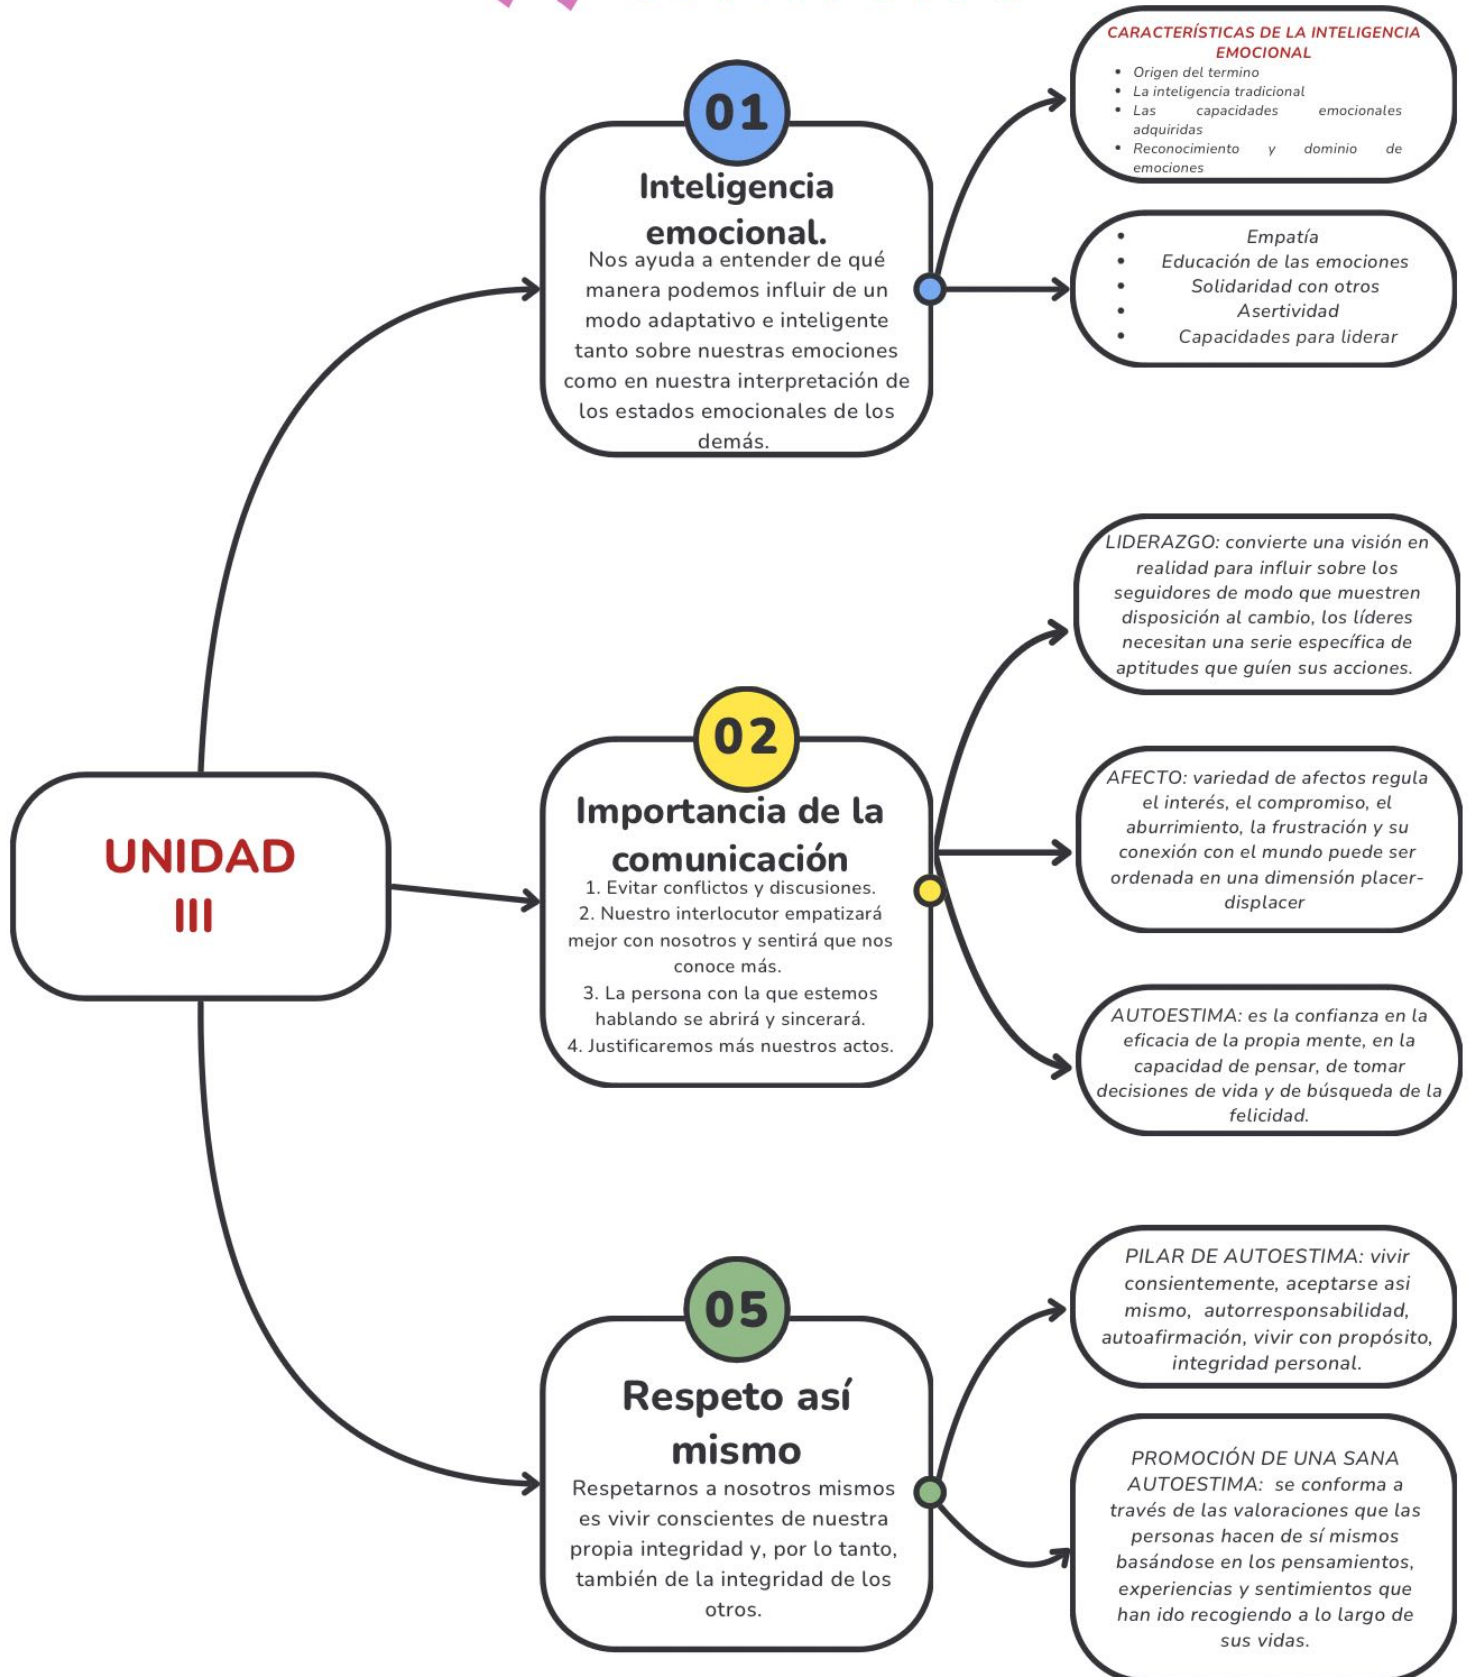 CARACTERÍSTICAS DE LA INTELIGENCIA
EMOCIONAL
Origen del termino
La inteligencia tradicional
Las capacidades emocionales
adquiridas
Reconocimiento y dominio de
emociones
01
Inteligencia
emocional.
Nos ayuda a entender de qué
manera podemos influir de un
modo adaptativo e inteligente
tanto sobre nuestras emociones
como en nuestra interpretación de
los estados emocionales de los
demás.
Empatía
Educación de las emociones
Solidaridad con otros
Asertividad
Capacidades para liderar
UNIDAD
III
02
Importancia de la
comunicación
1. Evitar conflictos y discusiones.
2. Nuestro interlocutor empatizará
mejor con nosotros y sentirá que nos
conoce más.
3. La persona con la que estemos
hablando se abrirá y sincerará.
4. Justificaremos más nuestros actos.
LIDERAZGO: convierte una visión en
realidad para influir sobre los
seguidores de modo que muestren
disposición al cambio, los líderes
necesitan una serie específica de
aptitudes que guíen sus acciones.
AFECTO: variedad de afectos regula
el interés, el compromiso, el
aburrimiento, la frustración y su
conexión con el mundo puede ser
ordenada en una dimensión placer-
displacer
AUTOESTIMA: es la confianza en la
eficacia de la propia mente, en la
capacidad de pensar, de tomar
decisiones de vida y de búsqueda de la
felicidad.
05
Respeto así
mismo
Respetarnos a nosotros mismos
es vivir conscientes de nuestra
propia integridad y, por lo tanto,
también de la integridad de los
otros.
PILAR DE AUTOESTIMA: vivir
consientemente, aceptarse asi
mismo, autorresponsabilidad,
autoafirmación, vivir con propósito,
integridad personal.
PROMOCIÓN DE UNA SANA
AUTOESTIMA: se conforma a
través de las valoraciones que las
personas hacen de sí mismos
basándose en los pensamientos,
experiencias y sentimientos que
han ido recogiendo a lo largo de
sus vidas.